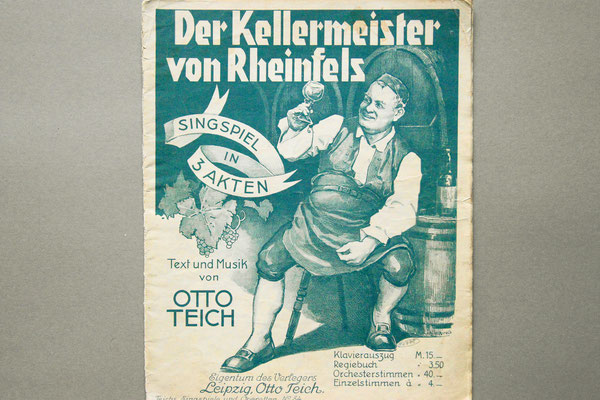 Der Kellermeister
von Rheinfels
SINGSPIEL
IN
3 AKTEN
Text und Musik
von
OTTO
TEICH
Klavierauszug M. 15.—
Regiebuch " 3.50
Orchesterstimmen " 40.—
Einzelstimmen à " 4.—
Eigentum des Verlegers
Leipzig, Otto Teich.